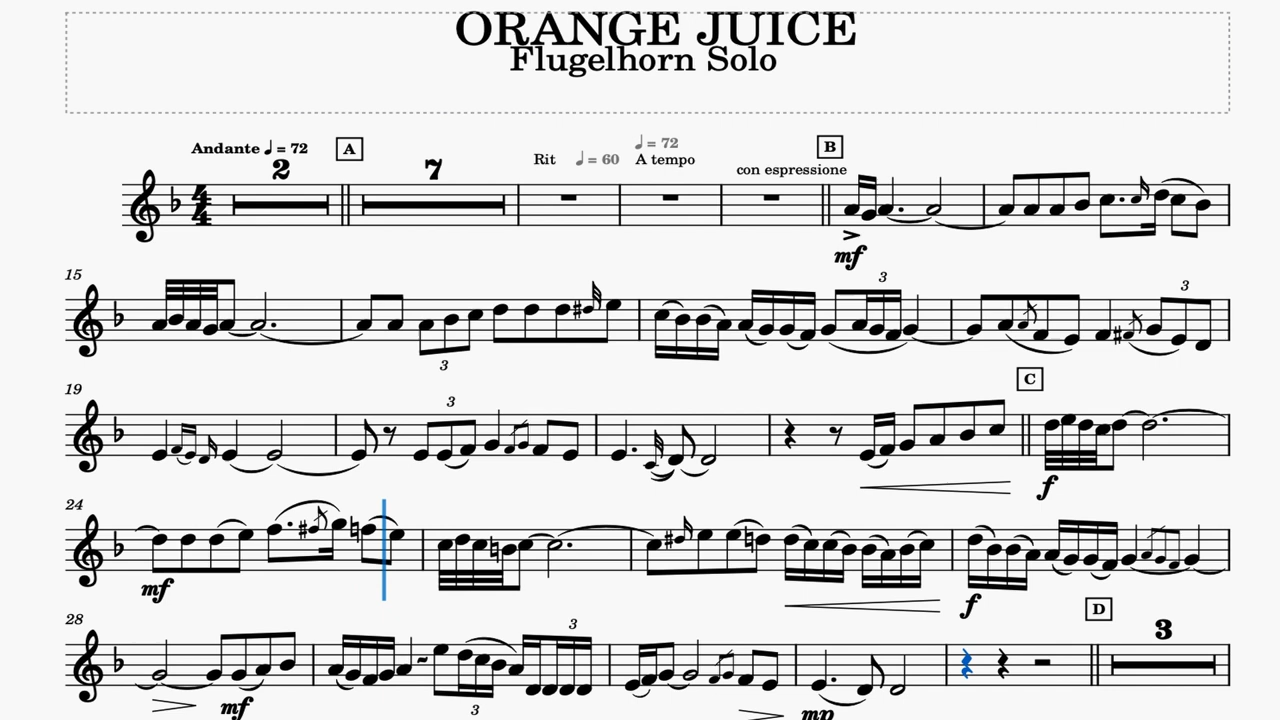 ORANGE JUICE
Flugelhorn Solo
Andante ♩ = 72
A
2
7
Rit ♩ = 60
♩ = 72
A tempo
con espressione
B
mf
3
15
3
3
3
19
3
C
f
24
mf
f
28
D
3
mf
3
3
mp